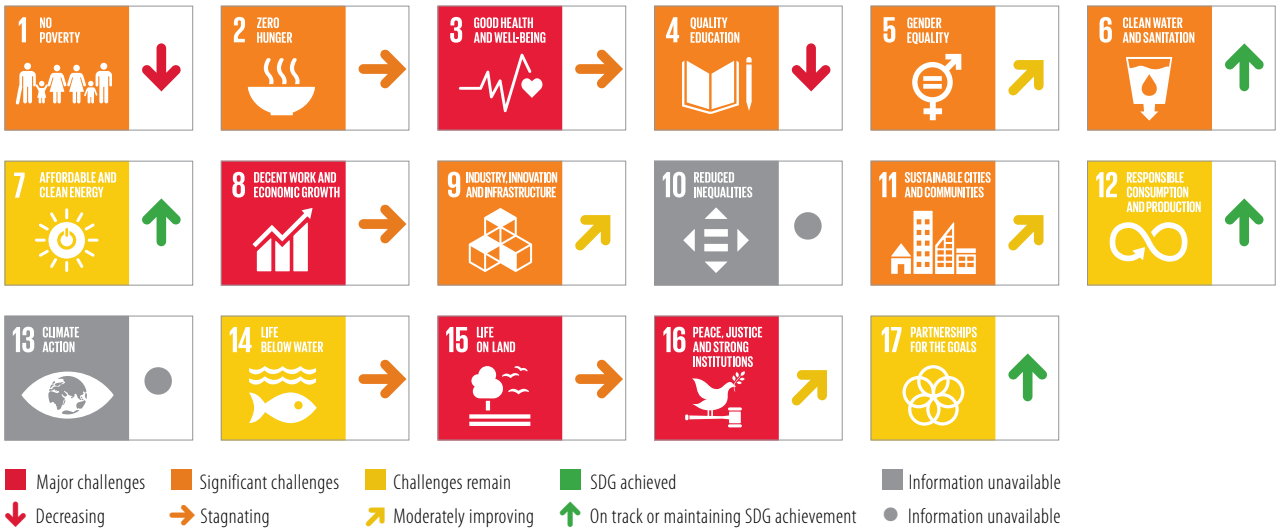 1 NO
POVERTY
2 ZERO
HUNGER
3 GOOD HEALTH
AND WELL-BEING
4 QUALITY
EDUCATION
5 GENDER
EQUALITY
6 CLEAN WATER
AND SANITATION
7 AFFORDABLE AND
CLEAN ENERGY
8 DECENT WORK AND
ECONOMIC GROWTH
9 INDUSTRY, INNOVATION
AND INFRASTRUCTURE
10 REDUCED
INEQUALITIES
11 SUSTAINABLE CITIES
AND COMMUNITIES
12 RESPONSIBLE
CONSUMPTION
AND PRODUCTION
13 CLIMATE
ACTION
14 LIFE
BELOW WATER
15 LIFE
ON LAND
16 PEACE, JUSTICE
AND STRONG
INSTITUTIONS
17 PARTNERSHIPS
FOR THE GOALS
Major challenges
Significant challenges
Challenges remain
SDG achieved
Information unavailable
Decreasing
Stagnating
Moderately improving
On track or maintaining SDG achievement
Information unavailable